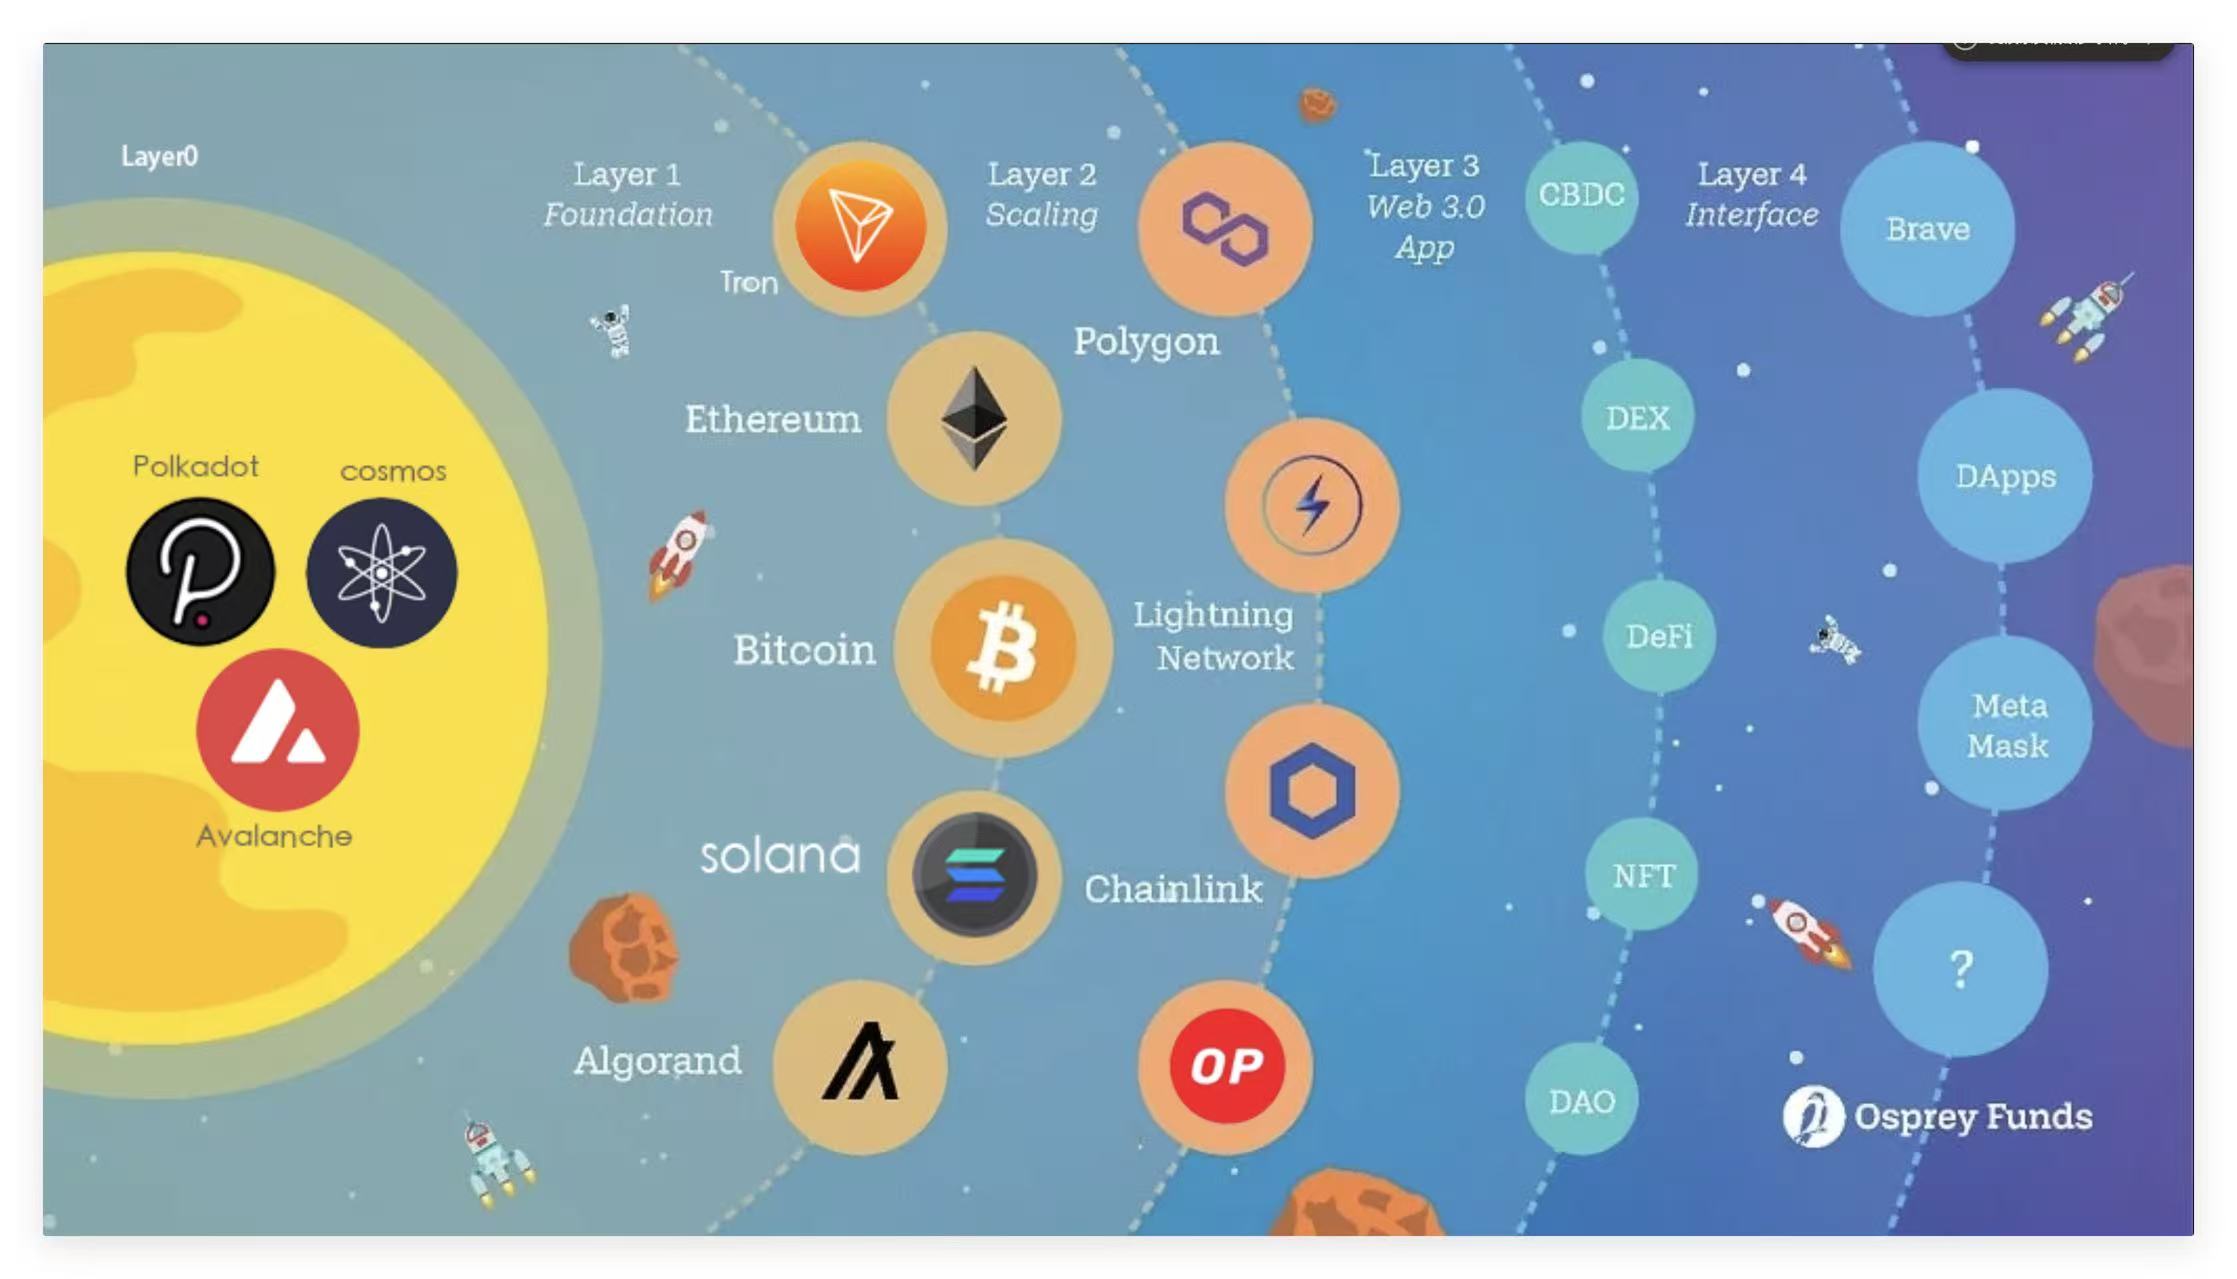 Layer0
Polkadot
cosmos
Avalanche
Layer 1
Foundation
Tron
Ethereum
Bitcoin
solana
Algorand
Layer 2
Scaling
Polygon
Lightning
Network
Chainlink
OP
Layer 3
Web 3.0
App
CBDC
DEX
DeFi
NFT
DAO
Layer 4
Interface
Brave
DApps
Meta
Mask
?
Osprey Funds